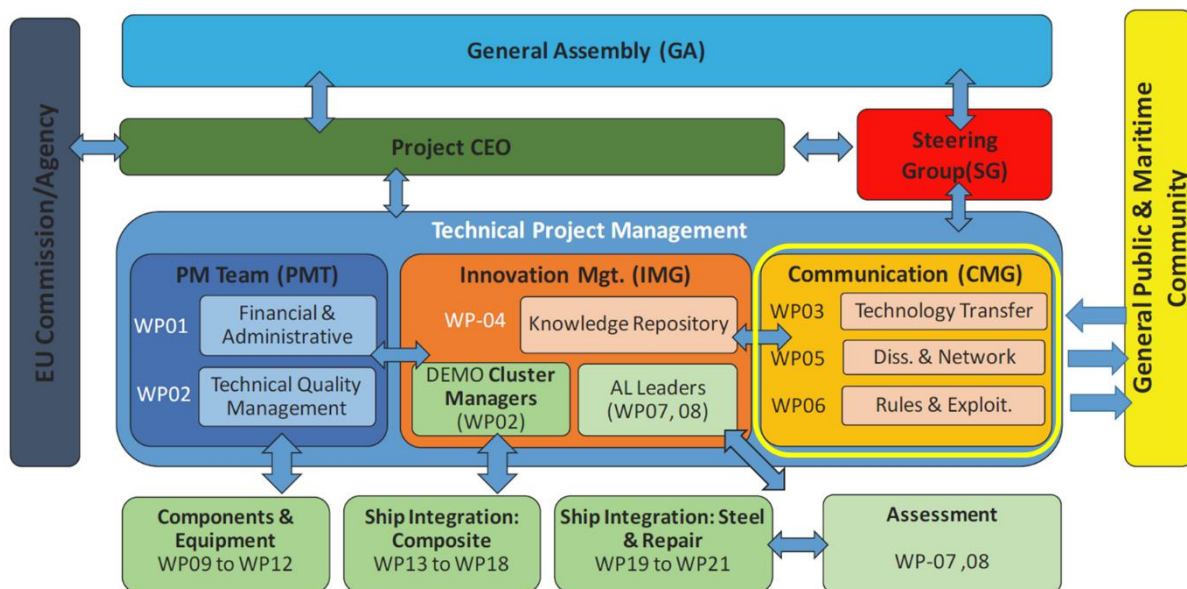 EU Commission/Agency
General Assembly (GA)
Project CEO
Steering
Group(SG)
General Public & Maritime
Community
Technical Project Management
PM Team (PMT)
WP01
Financial &
Administrative
WP02
Technical Quality
Management
Innovation Mgt. (IMG)
WP-04
Knowledge Repository
DEMO Cluster
Managers
(WP02)
AL Leaders
(WP07, 08)
Communication (CMG)
WP03
Technology Transfer
WP05
Diss. & Network
WP06
Rules & Exploit.
Components &
Equipment
WP09 to WP12
Ship Integration:
Composite
WP13 to WP18
Ship Integration: Steel
& Repair
WP19 to WP21
Assessment
WP-07 ,08